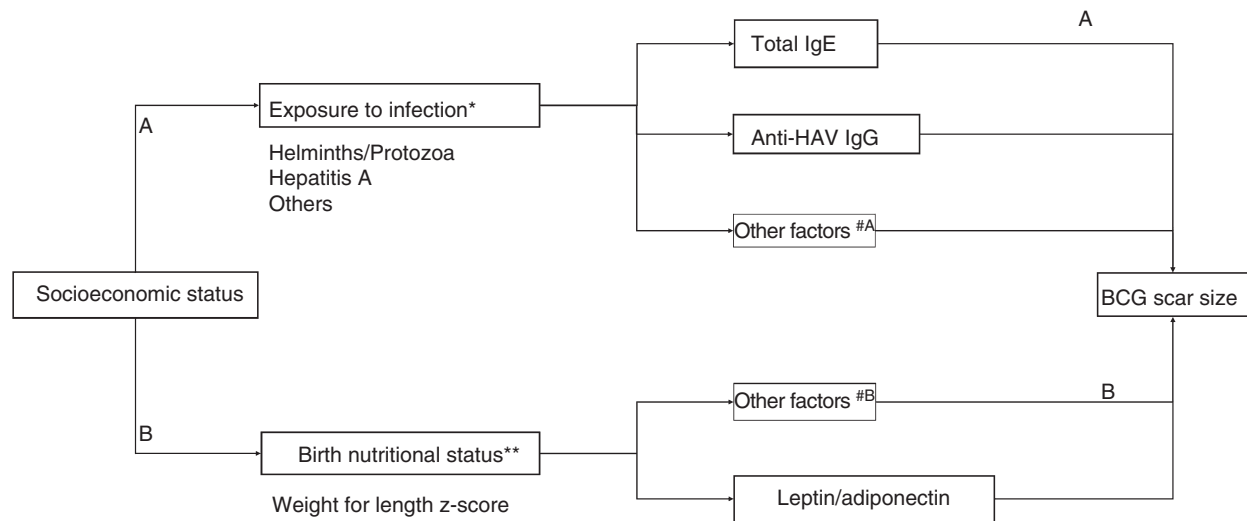 Total IgE
A
Exposure to infection*
A
Helminths/Protozoa
Hepatitis A
Others
Anti-HAV IgG
Other factors #A
Socioeconomic status
BCG scar size
Other factors #B
B
B
Birth nutritional status**
Weight for length z-score
Leptin/adiponectin